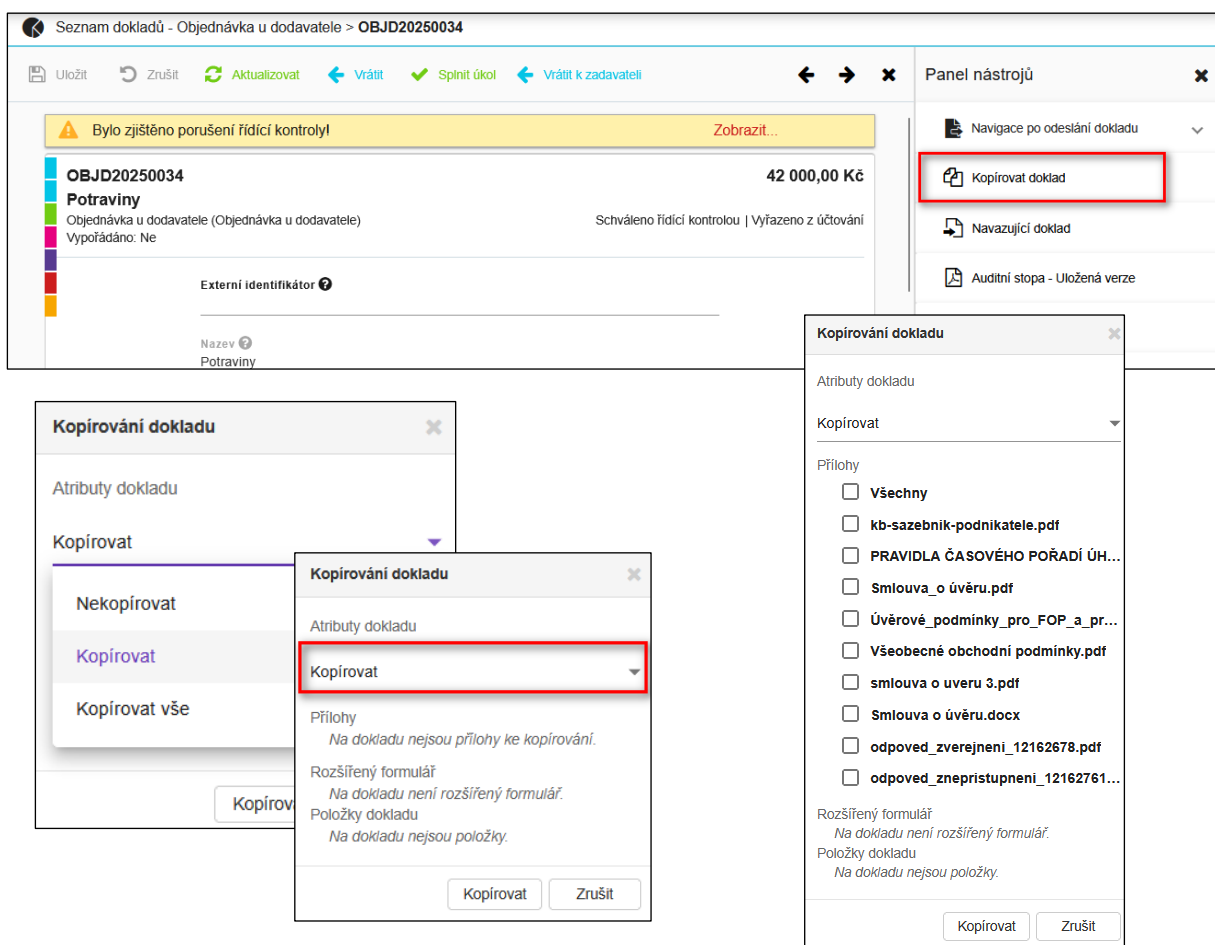 Seznam dokladů - Objednávka u dodavatele > OBJD20250034
Uložit Zrušit Aktualizovat Vrátit Splnit úkol Vrátit k zadavateli
Panel nástrojů
Bylo zjištěno porušení řídící kontroly! Zobrazit...
OBJD20250034 42 000,00 Kč
Potraviny
Objednávka u dodavatele (Objednávka u dodavatele) Schváleno řídící kontrolou | Vyřazeno z účtování
Vypořádáno: Ne
Externí identifikátor
Nazev
Potraviny
Navigace po odeslání dokladu
Kopírovat doklad
Navazující doklad
Auditní stopa - Uložená verze
Kopírování dokladu
Atributy dokladu
Kopírovat
Nekopírovat
Kopírovat
Kopírovat vše
Kopírova
Kopírování dokladu
Atributy dokladu
Kopírovat
Přílohy
Na dokladu nejsou přílohy ke kopírování.
Rozšířený formulář
Na dokladu není rozšířený formulář.
Položky dokladu
Na dokladu nejsou položky.
Kopírovat Zrušit
Kopírování dokladu
Atributy dokladu
Kopírovat
Přílohy
Všechny
kb-sazebnik-podnikatele.pdf
PRAVIDLA ČASOVÉHO POŘADÍ ÚH...
Smlouva_o úvěru.pdf
Úvěrové_podmínky_pro_FOP_a_pr...
Všeobecné obchodní podmínky.pdf
smlouva o uveru 3.pdf
Smlouva o úvěru.docx
odpoved_zverejneni_12162678.pdf
odpoved_znepristupneni_12162761...
Rozšířený formulář
Na dokladu není rozšířený formulář.
Položky dokladu
Na dokladu nejsou položky.
Kopírovat Zrušit